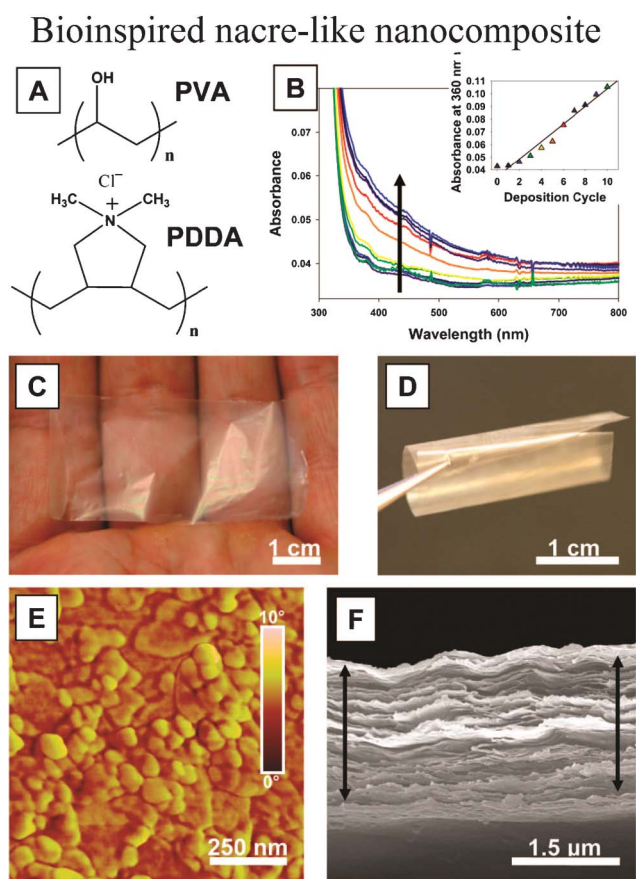 Bioinspired nacre-like nanocomposite
A
OH
PVA
n
Cl⁻
H₃C
+
CH₃
N
PDDA
n
B
Absorbance
0.07
0.06
0.05
0.04
300 400 500 600 700 800
Wavelength (nm)
Absorbance at 360 nm
0.11
0.10
0.09
0.08
0.07
0.06
0.05
0.04
0 2 4 6 8 10
Deposition Cycle
C
1 cm
D
1 cm
E
10°
0°
250 nm
F
1.5 µm